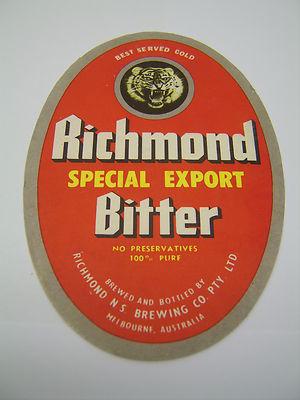 BEST SERVED COLD
Richmond
SPECIAL EXPORT
Bitter
NO PRESERVATIVES
100% PURE
BREWED AND BOTTLED BY
RICHMOND N.S. BREWING CO. PTY. LTD
MELBOURNE, AUSTRALIA